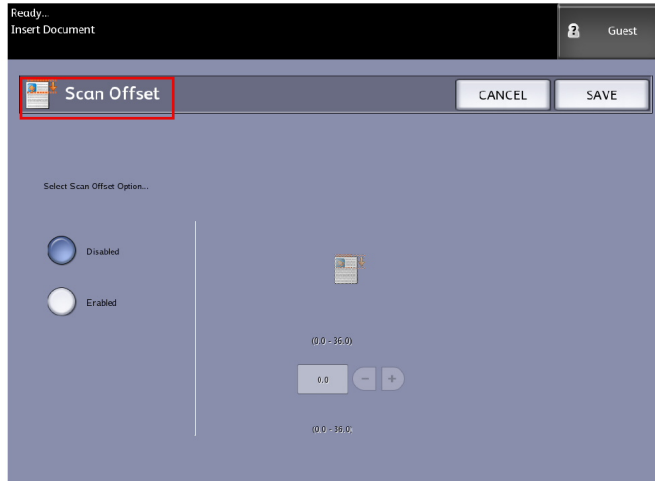 Ready...
Insert Document
Guest
Scan Offset
CANCEL
SAVE
Select Scan Offset Option...
Disabled
Enabled
(0.0 - 36.0)
0.0
(0.0 - 36.0)